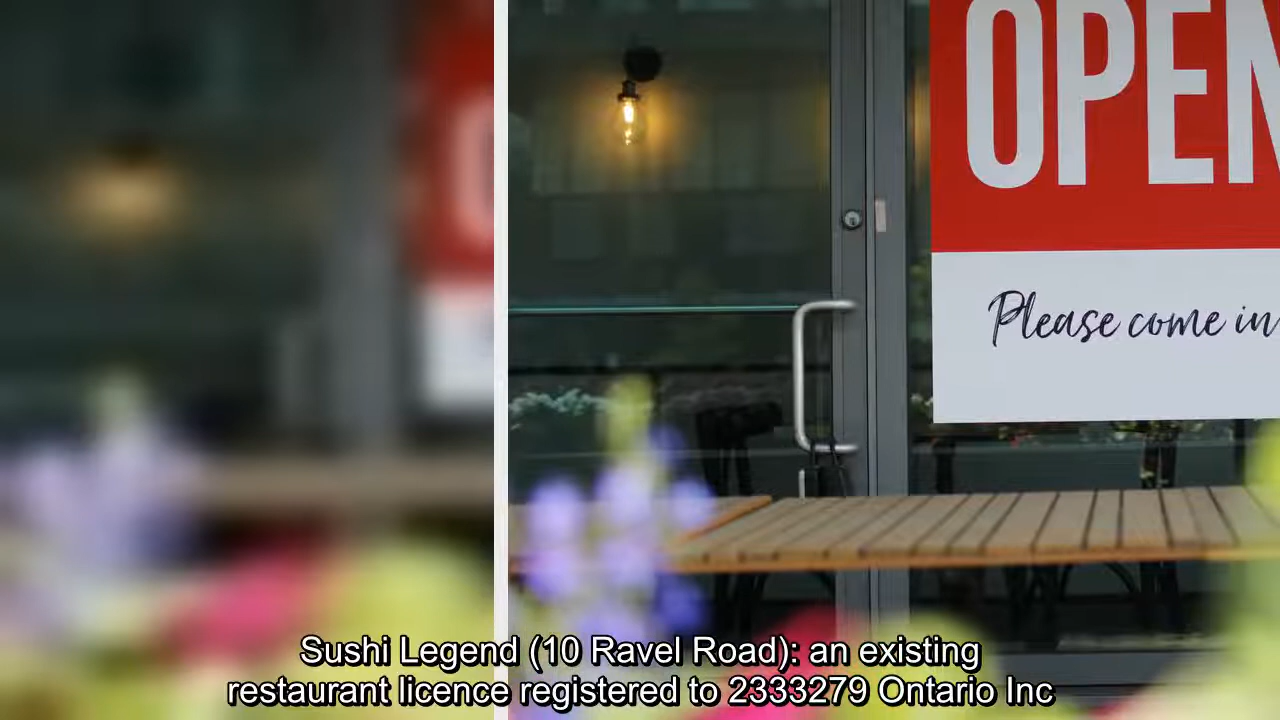 OPEN
Please come in
Sushi Legend (10 Ravel Road): an existing
restaurant licence registered to 2333279 Ontario Inc